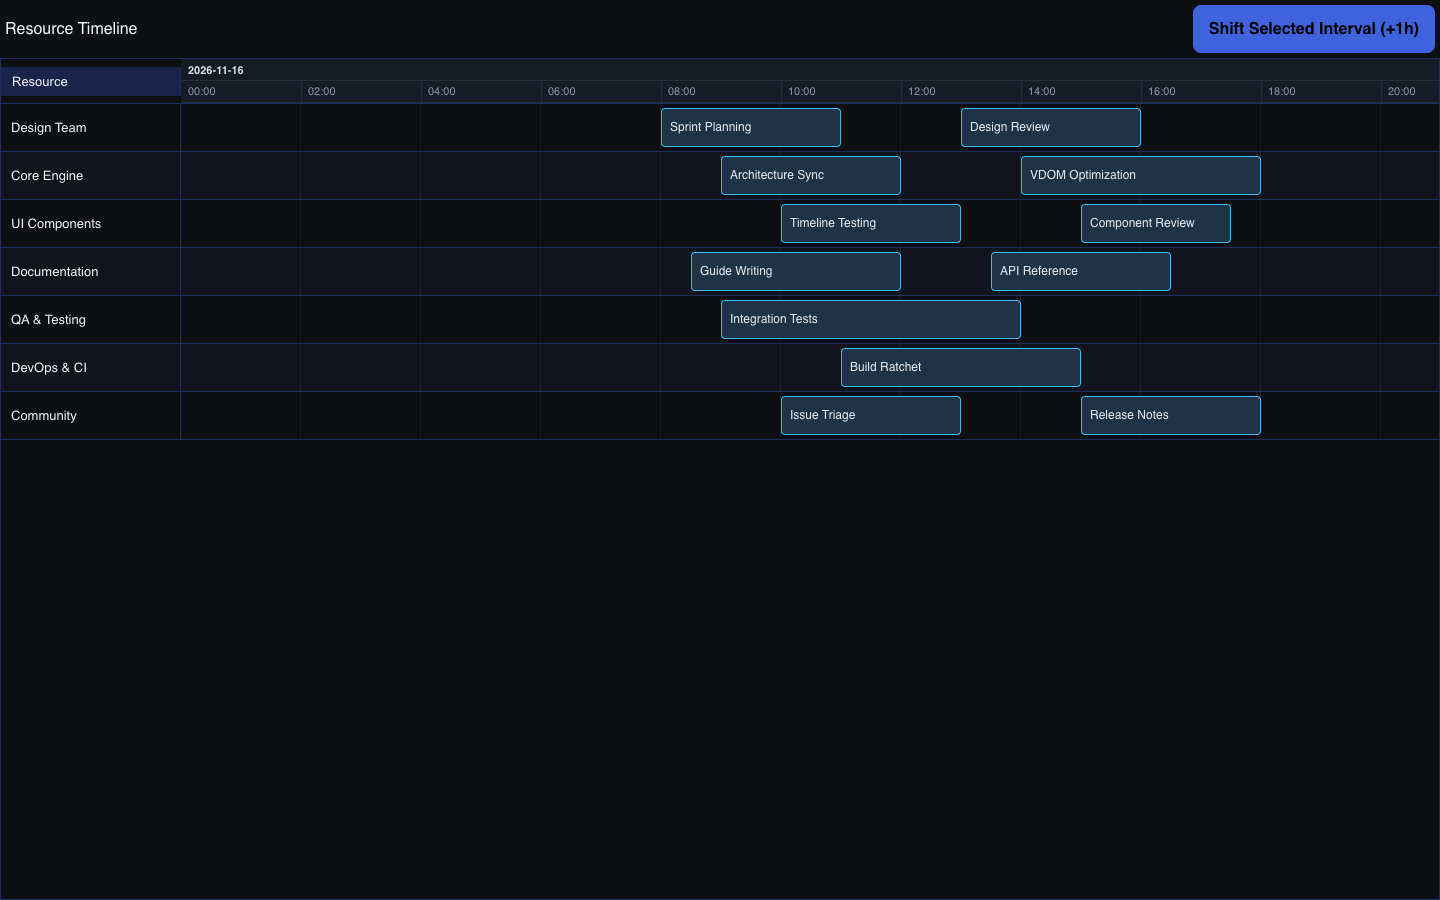 Resource Timeline
Shift Selected Interval (+1h)
Resource
2026-11-16
00:00 02:00 04:00 06:00 08:00 10:00 12:00 14:00 16:00 18:00 20:00
Design Team Sprint Planning Design Review
Core Engine Architecture Sync VDOM Optimization
UI Components Timeline Testing Component Review
Documentation Guide Writing API Reference
QA & Testing Integration Tests
DevOps & CI Build Ratchet
Community Issue Triage Release Notes